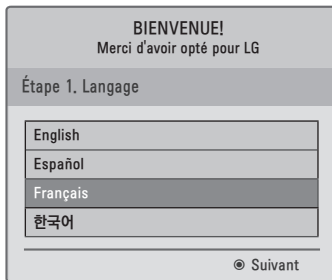 BIENVENUE!
Merci d'avoir opté pour LG
Étape 1. Langage
English
Español
Français
한국어
◉ Suivant